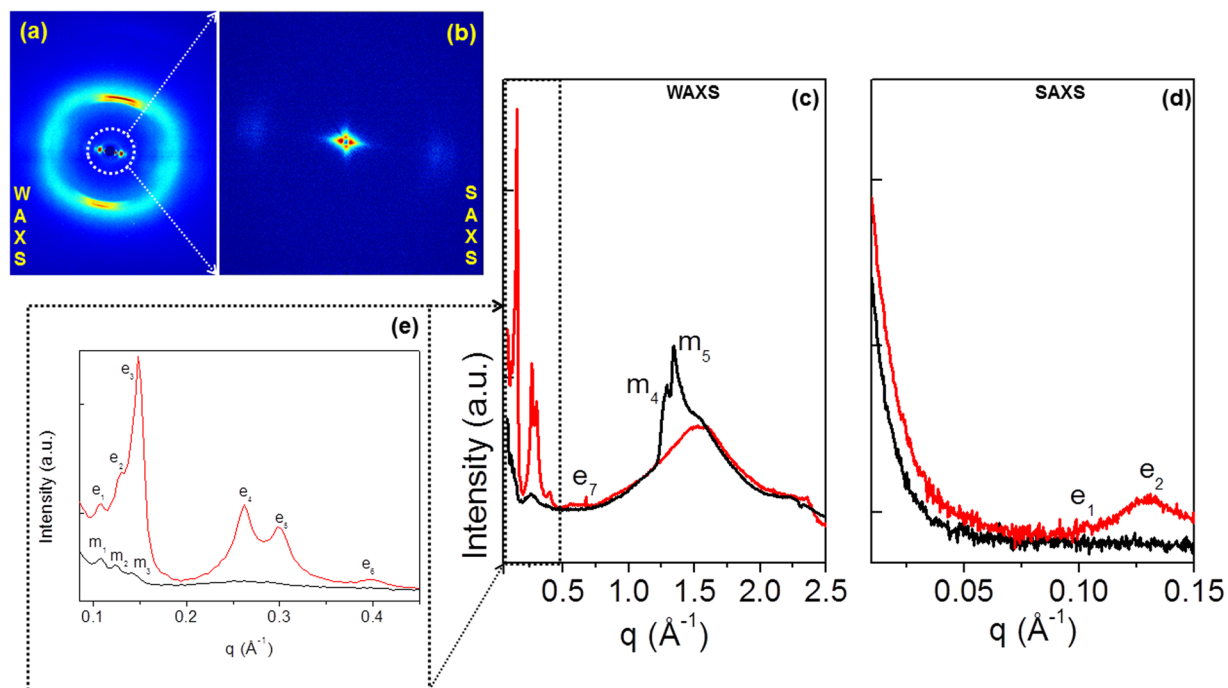 (a)
W
A
X
S
(b)
S
A
X
S
WAXS
(c)
m₄
m₅
e₇
Intensity (a.u.)
0.5
1.0
1.5
2.0
2.5
q (Å⁻¹)
SAXS
(d)
e₁
e₂
0.05
0.10
0.15
q (Å⁻¹)
(e)
e₃
e₂
e₁
e₄
e₅
e₆
m₁
m₂
m₃
Intensity (a.u.)
0.1
0.2
0.3
0.4
q (Å⁻¹)